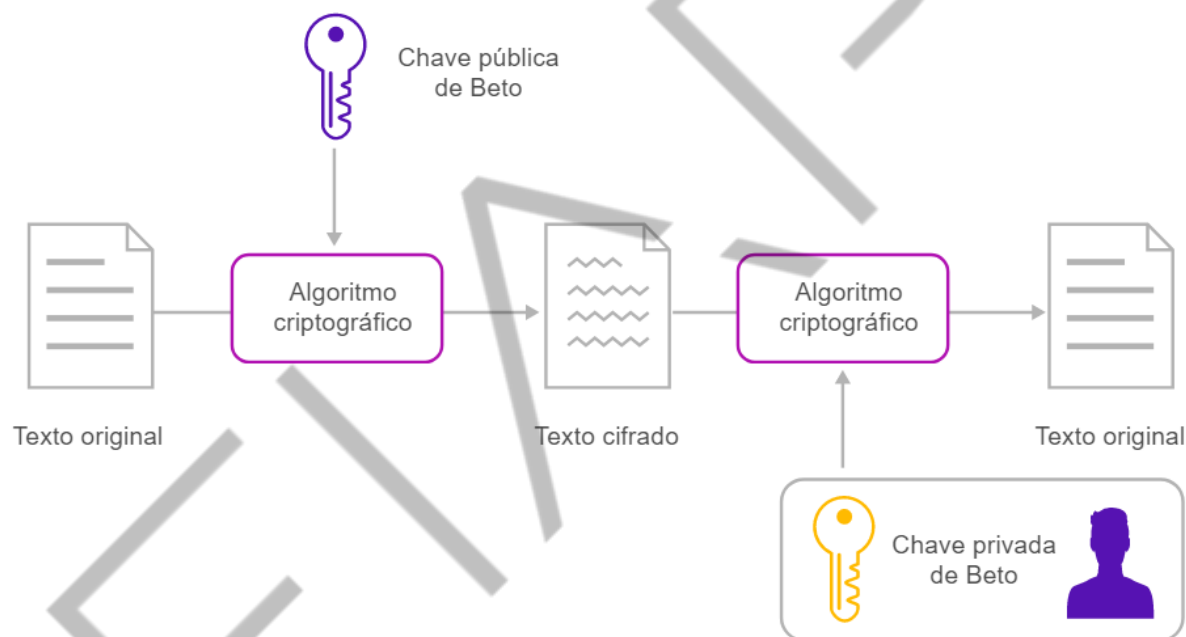 Chave pública
de Beto
Algoritmo
criptográfico
Algoritmo
criptográfico
Texto original
Texto cifrado
Texto original
Chave privada
de Beto